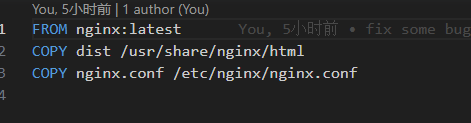 You, 5小时前 | 1 author (You)
1 FROM nginx:latest You, 5小时前 • fix some bug
2 COPY dist /usr/share/nginx/html
3 COPY nginx.conf /etc/nginx/nginx.conf
4